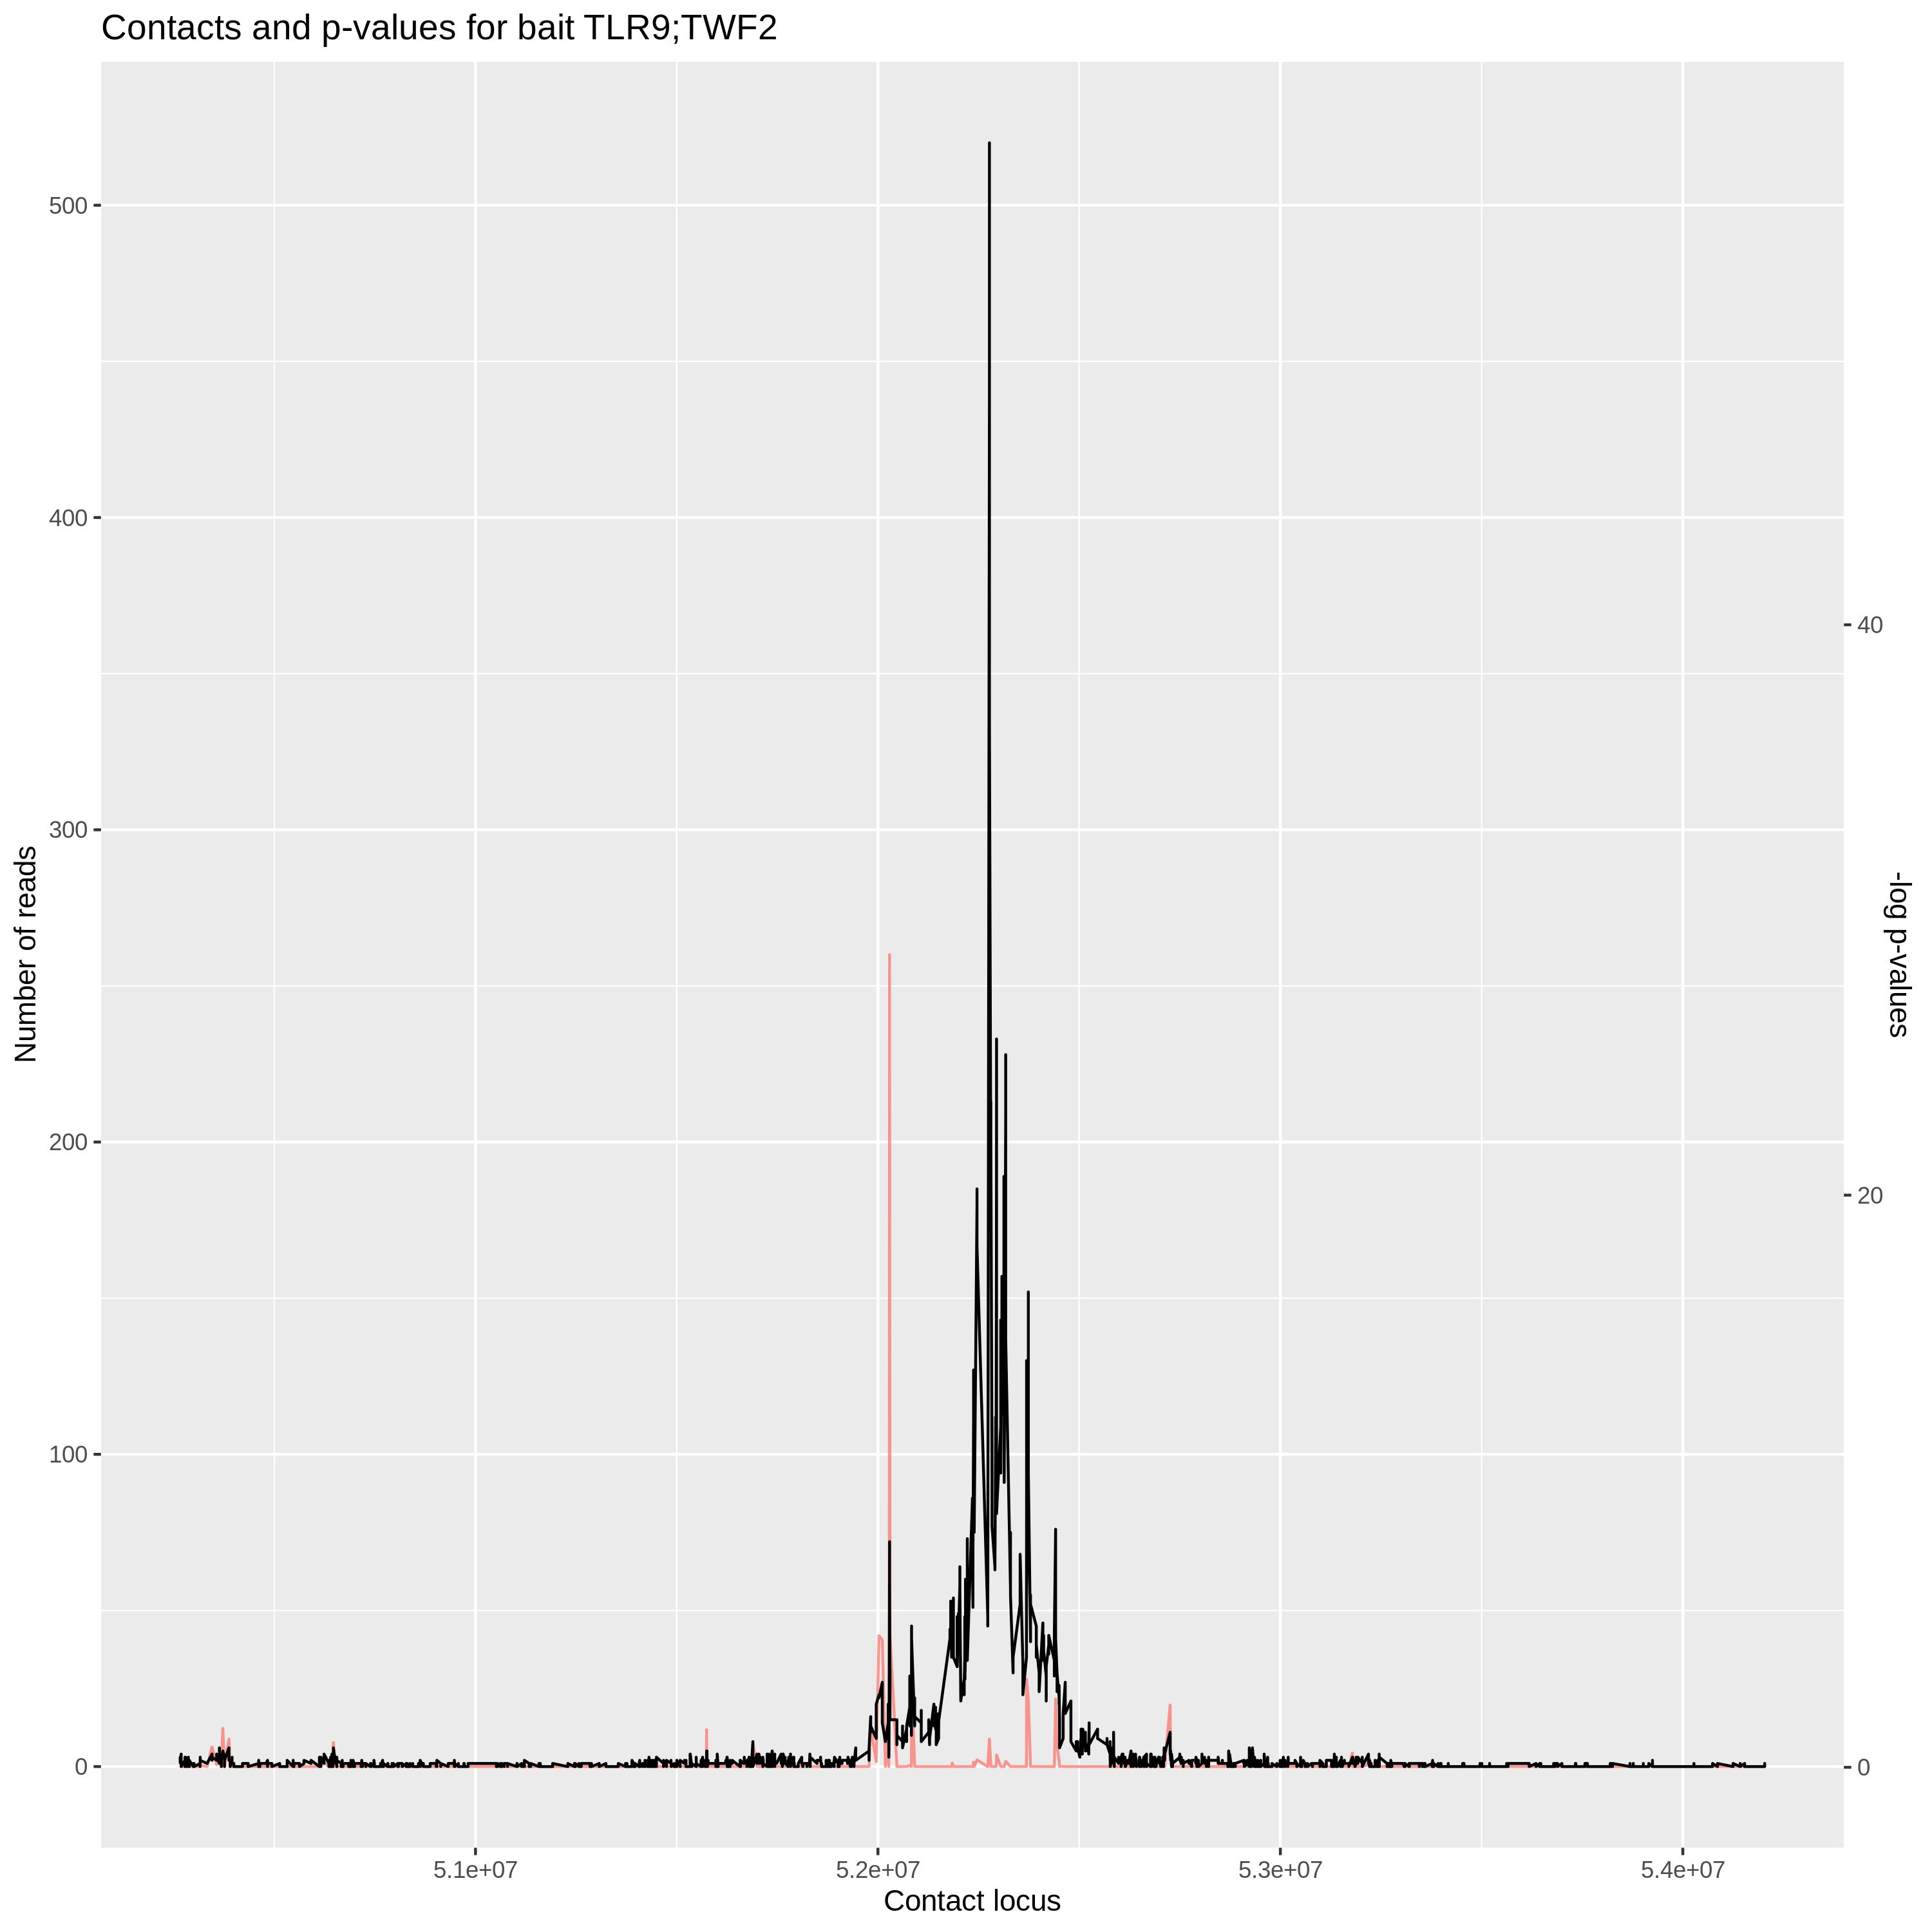 Contacts and p-values for bait TLR9;TWF2
500
400
300
200
100
0
Number of reads
40
20
0
-log p-values
5.1e+07
5.2e+07
5.3e+07
5.4e+07
Contact locus